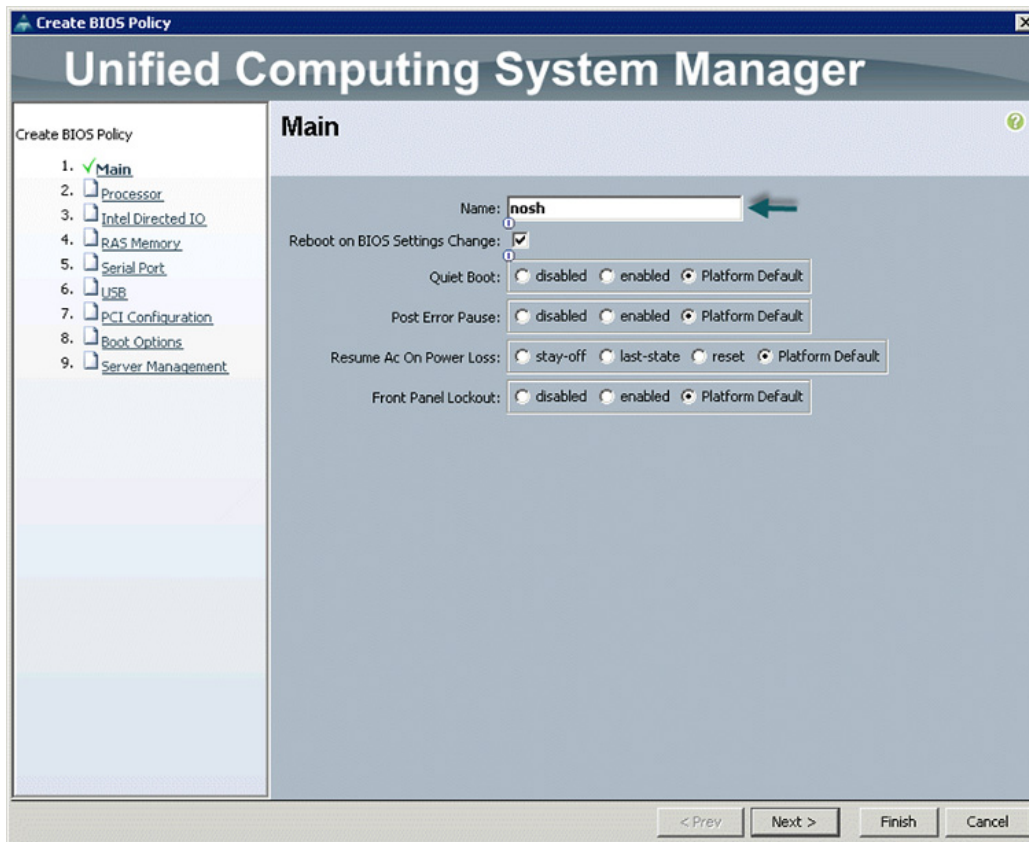 Create BIOS Policy
Unified Computing System Manager
Create BIOS Policy
1. Main
2. Processor
3. Intel Directed IO
4. RAS Memory
5. Serial Port
6. USB
7. PCI Configuration
8. Boot Options
9. Server Management
Main
Name: nosh
Reboot on BIOS Settings Change:
Quiet Boot: disabled enabled Platform Default
Post Error Pause: disabled enabled Platform Default
Resume Ac On Power Loss: stay-off last-state reset Platform Default
Front Panel Lockout: disabled enabled Platform Default
< Prev Next > Finish Cancel